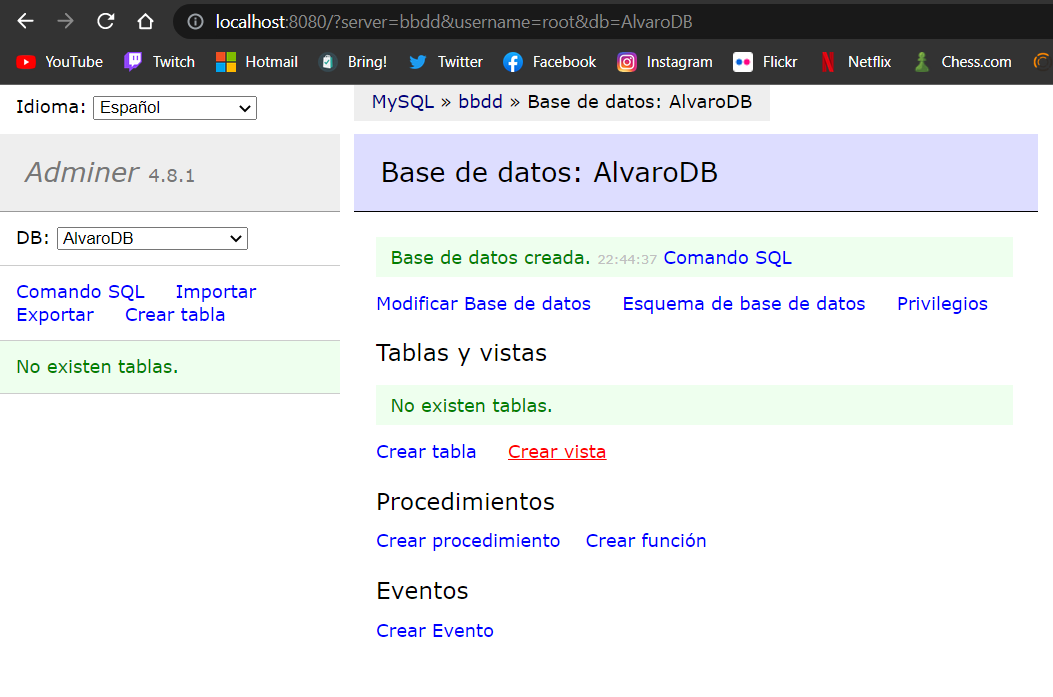 localhost:8080/?server=bbdd&username=root&db=AlvaroDB
YouTube Twitch Hotmail Bring! Twitter Facebook Instagram Flickr Netflix Chess.com
Idioma: Español
MySQL » bbdd » Base de datos: AlvaroDB
Adminer 4.8.1
Base de datos: AlvaroDB
DB: AlvaroDB
Comando SQL Importar
Exportar Crear tabla
No existen tablas.
Base de datos creada. 22:44:37 Comando SQL
Modificar Base de datos Esquema de base de datos Privilegios
Tablas y vistas
No existen tablas.
Crear tabla Crear vista
Procedimientos
Crear procedimiento Crear función
Eventos
Crear Evento